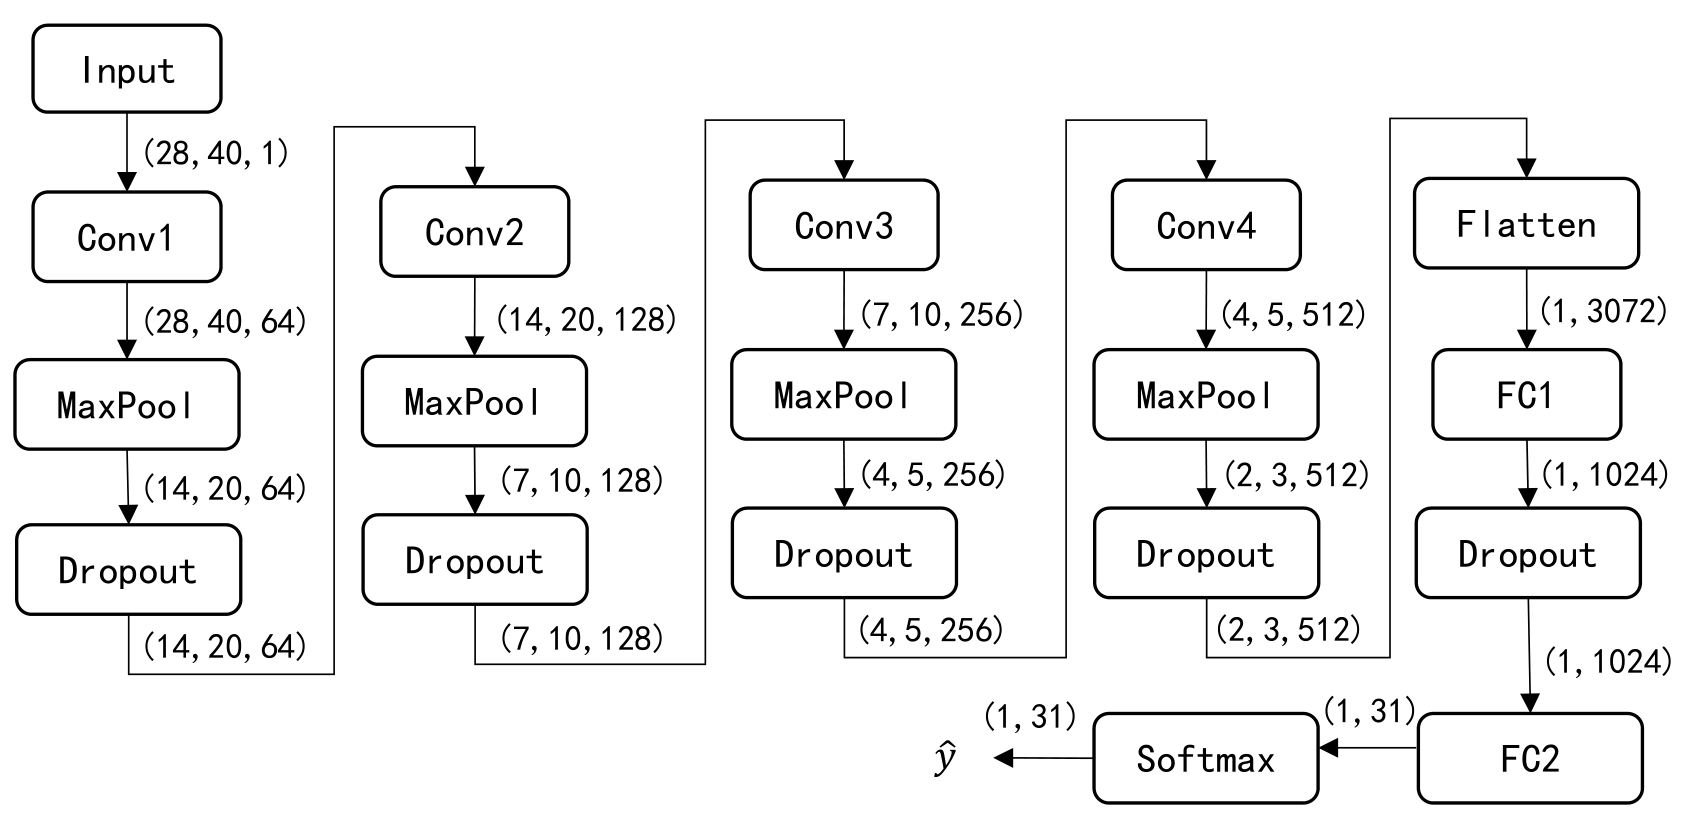 Input
(28,40,1)
Conv1
(28,40,64)
MaxPool
(14,20,64)
Dropout
(14,20,64)
Conv2
(14,20,128)
MaxPool
(7,10,128)
Dropout
(7,10,128)
Conv3
(7,10,256)
MaxPool
(4,5,256)
Dropout
(4,5,256)
Conv4
(4,5,512)
MaxPool
(2,3,512)
Dropout
(2,3,512)
Flatten
(1,3072)
FC1
(1,1024)
Dropout
(1,1024)
FC2
(1,31)
Softmax
(1,31)
ŷ